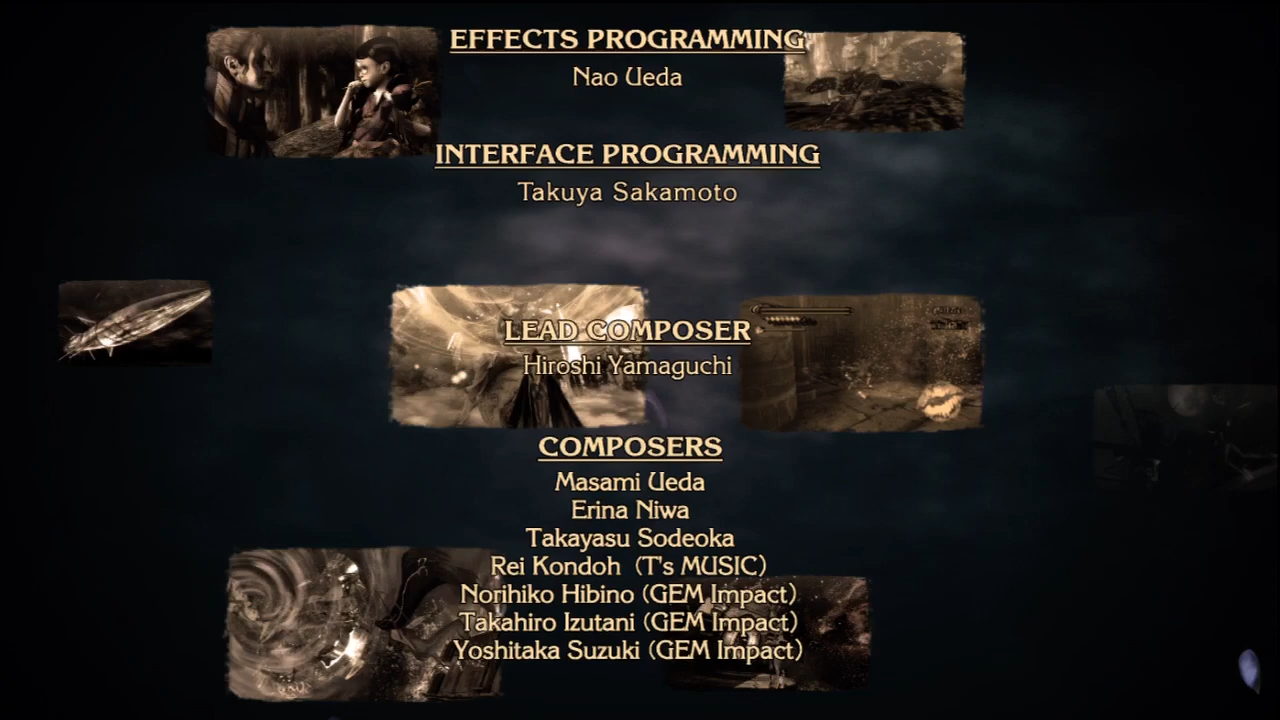 EFFECTS PROGRAMMING
Nao Ueda
INTERFACE PROGRAMMING
Takuya Sakamoto
LEAD COMPOSER
Hiroshi Yamaguchi
COMPOSERS
Masami Ueda
Erina Niwa
Takayasu Sodeoka
Rei Kondoh (T's MUSIC)
Norihiko Hibino (GEM Impact)
Takahiro Izutani (GEM Impact)
Yoshitaka Suzuki (GEM Impact)